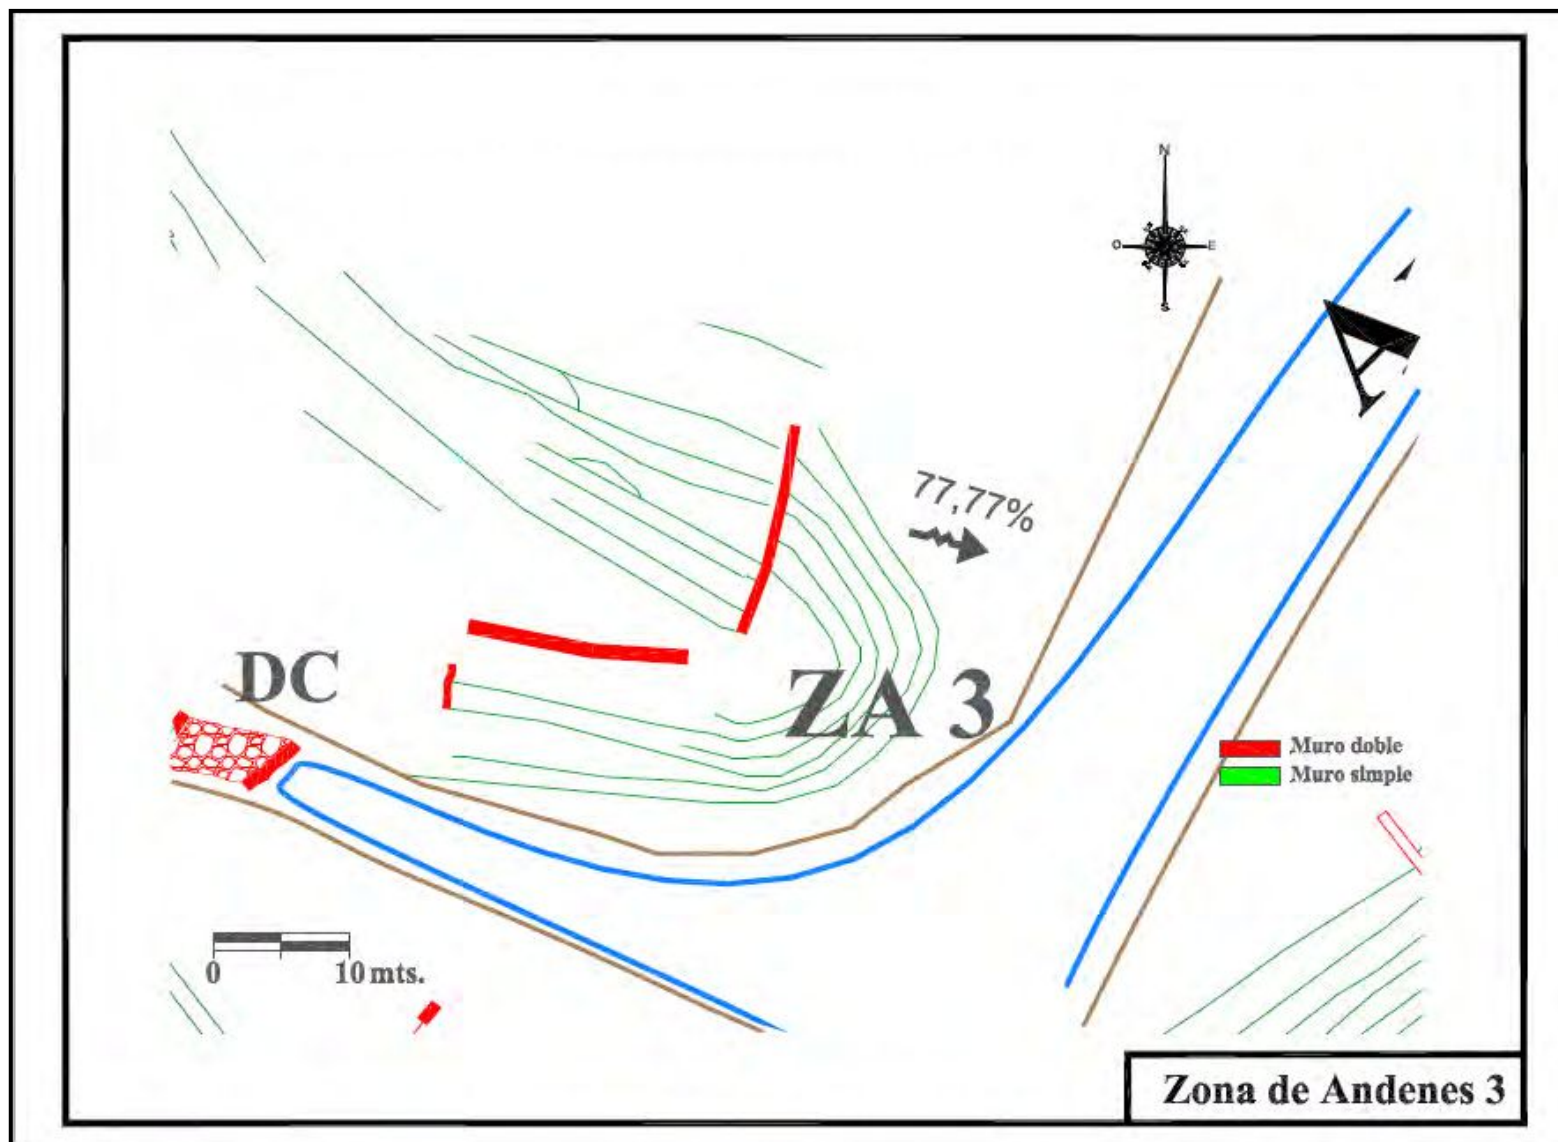 N
O
E
S
77,77%
DC
ZA 3
Muro doble
Muro simple
0
10 mts.
Zona de Andenes 3